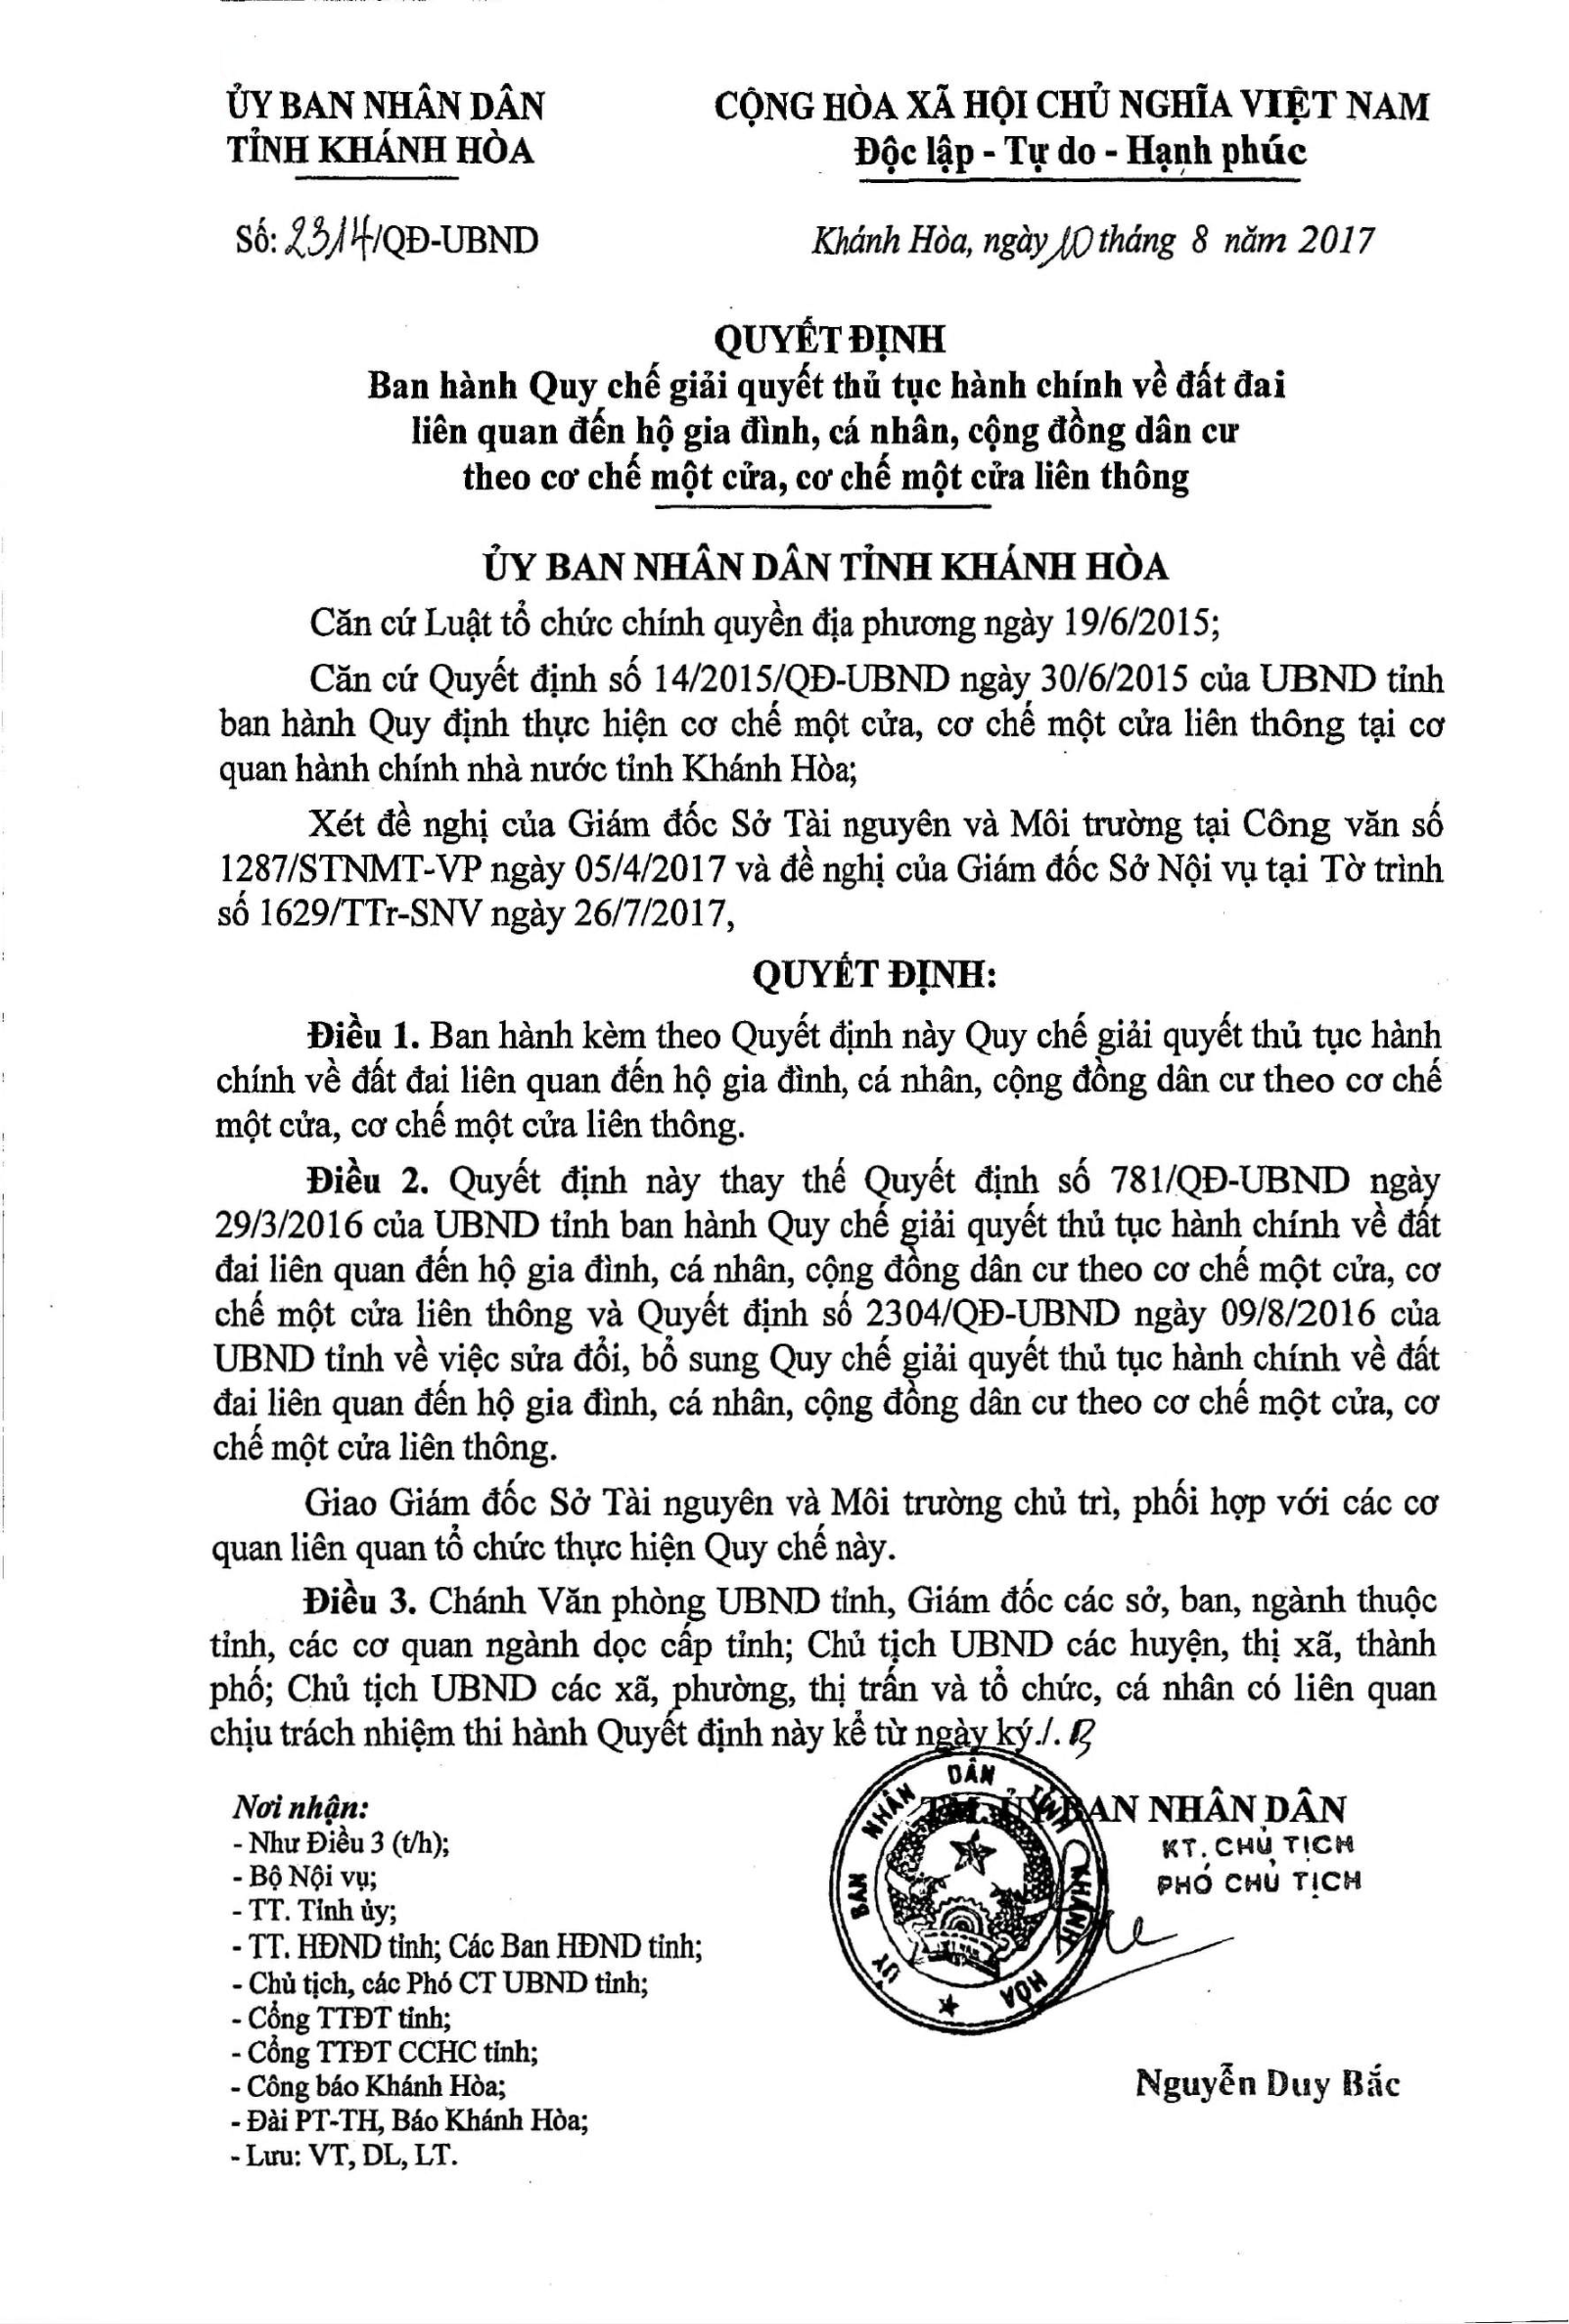 ỦY BAN NHÂN DÂN
TỈNH KHÁNH HÒA
CỘNG HÒA XÃ HỘI CHỦ NGHĨA VIỆT NAM
Độc lập - Tự do - Hạnh phúc
Số: 2314/QĐ-UBND
Khánh Hòa, ngày 10 tháng 8 năm 2017
QUYẾT ĐỊNH
Ban hành Quy chế giải quyết thủ tục hành chính về đất đai
liên quan đến hộ gia đình, cá nhân, cộng đồng dân cư
theo cơ chế một cửa, cơ chế một cửa liên thông
ỦY BAN NHÂN DÂN TỈNH KHÁNH HÒA
Căn cứ Luật tổ chức chính quyền địa phương ngày 19/6/2015;
Căn cứ Quyết định số 14/2015/QĐ-UBND ngày 30/6/2015 của UBND tỉnh
ban hành Quy định thực hiện cơ chế một cửa, cơ chế một cửa liên thông tại cơ
quan hành chính nhà nước tỉnh Khánh Hòa;
Xét đề nghị của Giám đốc Sở Tài nguyên và Môi trường tại Công văn số
1287/STNMT-VP ngày 05/4/2017 và đề nghị của Giám đốc Sở Nội vụ tại Tờ trình
số 1629/TTr-SNV ngày 26/7/2017,
QUYẾT ĐỊNH:
Điều 1. Ban hành kèm theo Quyết định này Quy chế giải quyết thủ tục hành
chính về đất đai liên quan đến hộ gia đình, cá nhân, cộng đồng dân cư theo cơ chế
một cửa, cơ chế một cửa liên thông.
Điều 2. Quyết định này thay thế Quyết định số 781/QĐ-UBND ngày
29/3/2016 của UBND tỉnh ban hành Quy chế giải quyết thủ tục hành chính về đất
đai liên quan đến hộ gia đình, cá nhân, cộng đồng dân cư theo cơ chế một cửa, cơ
chế một cửa liên thông và Quyết định số 2304/QĐ-UBND ngày 09/8/2016 của
UBND tỉnh về việc sửa đổi, bổ sung Quy chế giải quyết thủ tục hành chính về đất
đai liên quan đến hộ gia đình, cá nhân, cộng đồng dân cư theo cơ chế một cửa, cơ
chế một cửa liên thông.
Giao Giám đốc Sở Tài nguyên và Môi trường chủ trì, phối hợp với các cơ
quan liên quan tổ chức thực hiện Quy chế này.
Điều 3. Chánh Văn phòng UBND tỉnh, Giám đốc các sở, ban, ngành thuộc
tỉnh, các cơ quan ngành dọc cấp tỉnh; Chủ tịch UBND các huyện, thị xã, thành
phố; Chủ tịch UBND các xã, phường, thị trấn và tổ chức, cá nhân có liên quan
chịu trách nhiệm thi hành Quyết định này kể từ ngày ký./.
Nơi nhận:
- Như Điều 3 (t/h);
- Bộ Nội vụ;
- TT. Tỉnh ủy;
- TT. HĐND tỉnh; Các Ban HĐND tỉnh;
- Chủ tịch, các Phó CT UBND tỉnh;
- Cổng TTĐT tỉnh;
- Cổng TTĐT CCHC tỉnh;
- Công báo Khánh Hòa;
- Đài PT-TH, Báo Khánh Hòa;
- Lưu: VT, DL, LT.
TM. ỦY BAN NHÂN DÂN
KT. CHỦ TỊCH
PHÓ CHỦ TỊCH
ỦY BAN NHÂN DÂN TỈNH KHÁNH HÒA
Nguyễn Duy Bắc